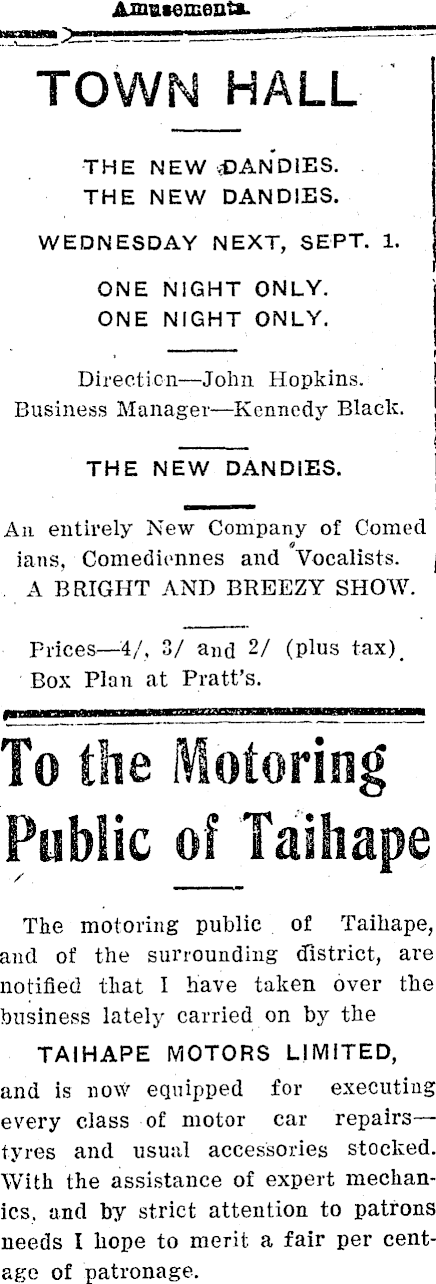 Amusements.
TOWN HALL
THE NEW DANDIES.
THE NEW DANDIES.
WEDNESDAY NEXT, SEPT. 1.
ONE NIGHT ONLY.
ONE NIGHT ONLY.
Direction—John Hopkins.
Business Manager—Kennedy Black.
THE NEW DANDIES.
An entirely New Company of Comed
ians, Comediennes and Vocalists.
A BRIGHT AND BREEZY SHOW.
Prices—4/, 3/ and 2/ (plus tax).
Box Plan at Pratt's.
To the Motoring
Public of Taihape
The motoring public of Taihape,
and of the surrounding district, are
notified that I have taken over the
business lately carried on by the
TAIHAPE MOTORS LIMITED,
and is now equipped for executing
every class of motor car repairs—
tyres and usual accessories stocked.
With the assistance of expert mechan-
ics, and by strict attention to patrons
needs I hope to merit a fair per cent-
age of patronage.